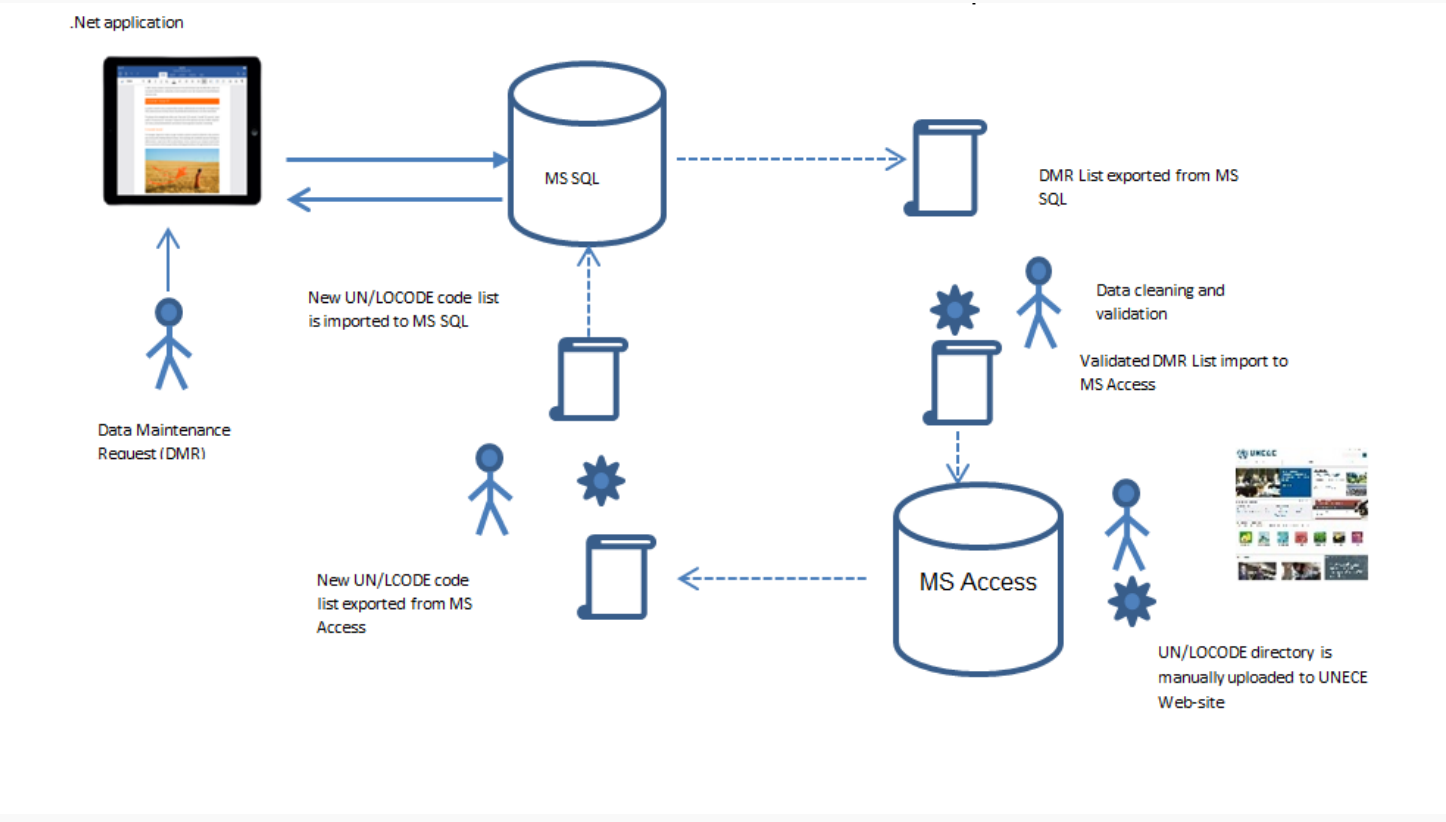 .Net application
MS SQL
DMR List exported from MS
SQL
New UN/LOCODE code list
is imported to MS SQL
Data cleaning and
validation
Validated DMR List import to
MS Access
Data Maintenance
Request (DMR)
UNECE
New UN/LCODE code
list exported from MS
Access
MS Access
UN/LOCODE directory is
manually uploaded to UNECE
Web-site